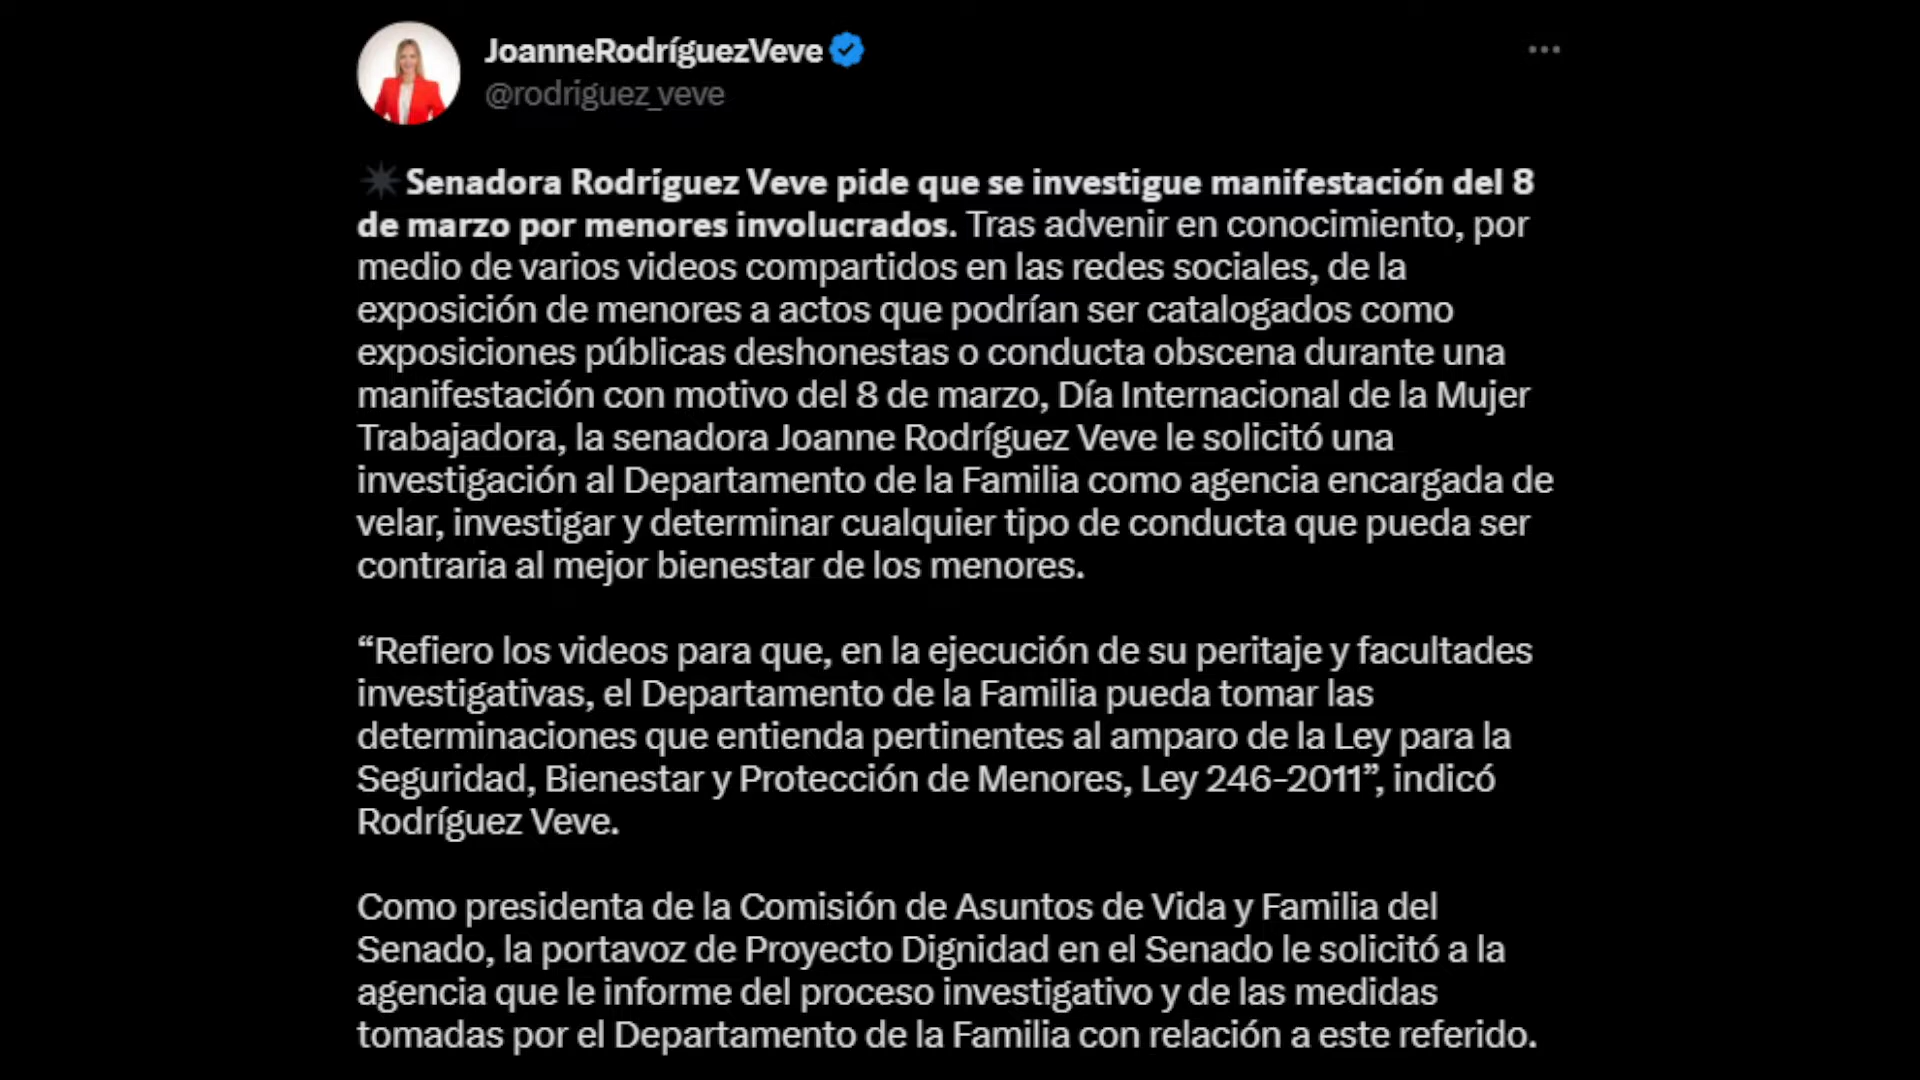 JoanneRodríguezVeve
@rodriguez_veve
Senadora Rodríguez Veve pide que se investigue manifestación del 8
de marzo por menores involucrados. Tras advenir en conocimiento, por
medio de varios videos compartidos en las redes sociales, de la
exposición de menores a actos que podrían ser catalogados como
exposiciones públicas deshonestas o conducta obscena durante una
manifestación con motivo del 8 de marzo, Día Internacional de la Mujer
Trabajadora, la senadora Joanne Rodríguez Veve le solicitó una
investigación al Departamento de la Familia como agencia encargada de
velar, investigar y determinar cualquier tipo de conducta que pueda ser
contraria al mejor bienestar de los menores.
“Refiero los videos para que, en la ejecución de su peritaje y facultades
investigativas, el Departamento de la Familia pueda tomar las
determinaciones que entienda pertinentes al amparo de la Ley para la
Seguridad, Bienestar y Protección de Menores, Ley 246-2011”, indicó
Rodríguez Veve.
Como presidenta de la Comisión de Asuntos de Vida y Familia del
Senado, la portavoz de Proyecto Dignidad en el Senado le solicitó a la
agencia que le informe del proceso investigativo y de las medidas
tomadas por el Departamento de la Familia con relación a este referido.